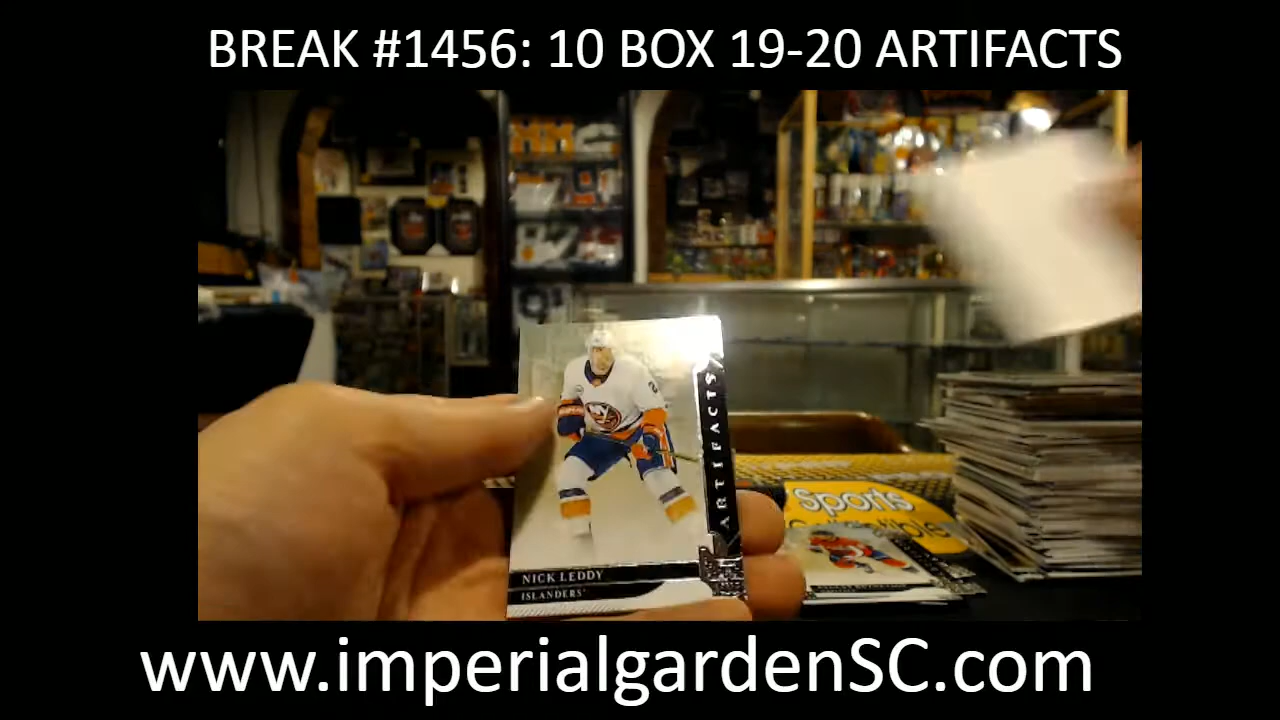 BREAK #1456: 10 BOX 19-20 ARTIFACTS
ARTIFACTS
NICK LEDDY
ISLANDERS
Sports
www.imperialgardenSC.com